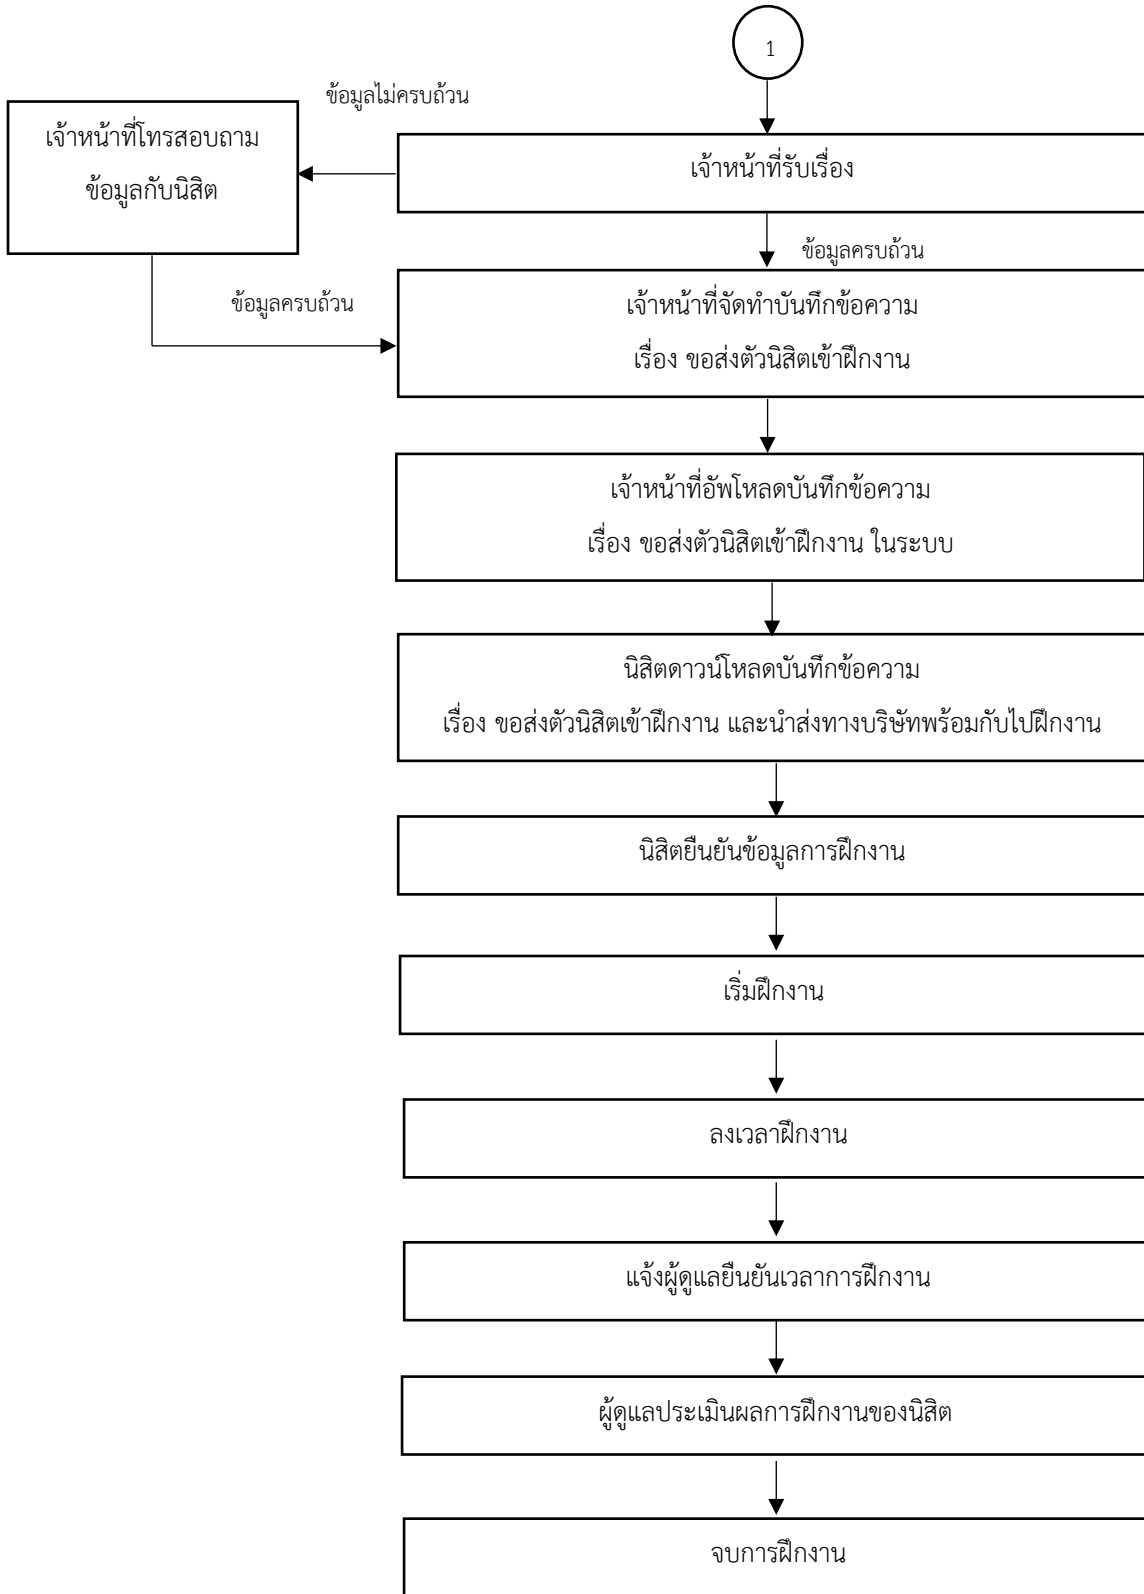 1
ข้อมูลไม่ครบถ้วน
เจ้าหน้าที่โทรสอบถาม
ข้อมูลกับนิสิต
เจ้าหน้าที่รับเรื่อง
ข้อมูลครบถ้วน
ข้อมูลครบถ้วน
เจ้าหน้าที่จัดทำบันทึกข้อความ
เรื่อง ขอส่งตัวนิสิตเข้าฝึกงาน
เจ้าหน้าที่อัพโหลดบันทึกข้อความ
เรื่อง ขอส่งตัวนิสิตเข้าฝึกงาน ในระบบ
นิสิตดาวน์โหลดบันทึกข้อความ
เรื่อง ขอส่งตัวนิสิตเข้าฝึกงาน และนำส่งทางบริษัทพร้อมกับไปฝึกงาน
นิสิตยืนยันข้อมูลการฝึกงาน
เริ่มฝึกงาน
ลงเวลาฝึกงาน
แจ้งผู้ดูแลยืนยันเวลาการฝึกงาน
ผู้ดูแลประเมินผลการฝึกงานของนิสิต
จบการฝึกงาน